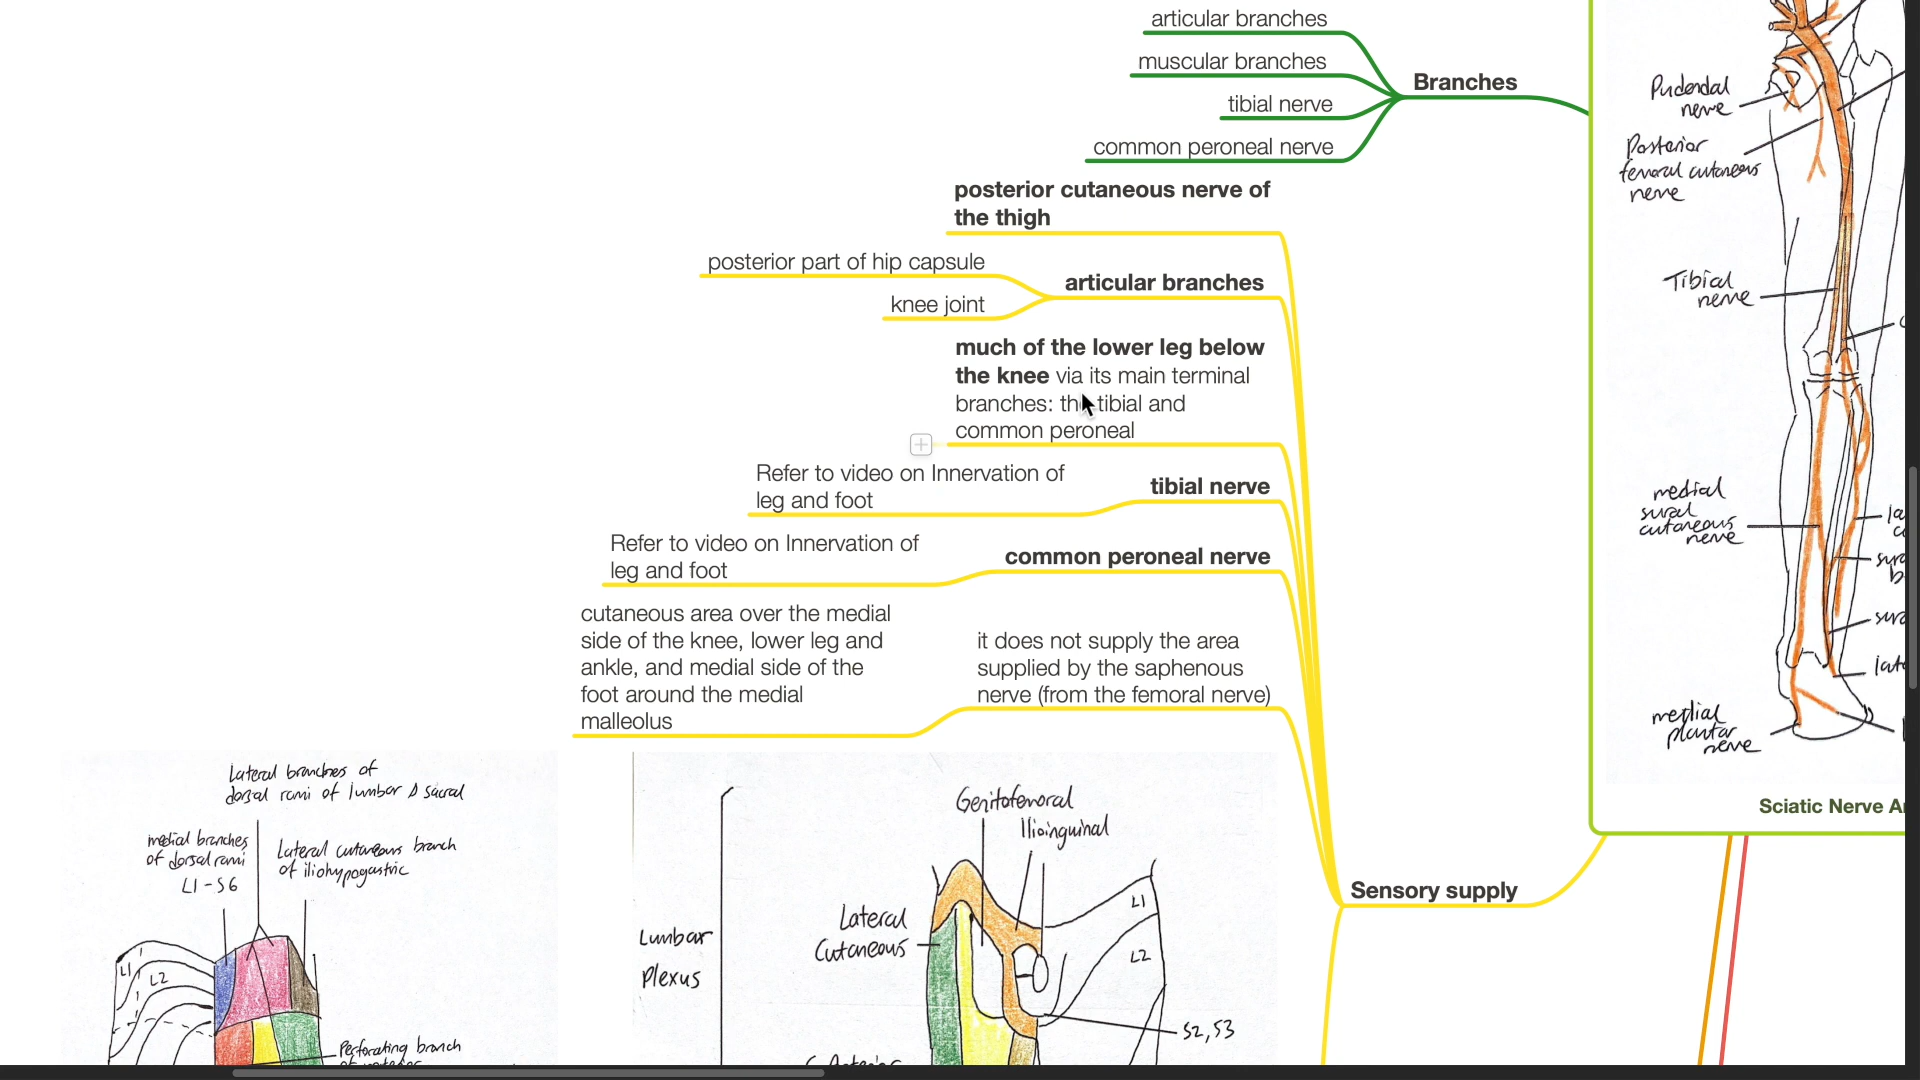 articular branches
muscular branches
tibial nerve
common peroneal nerve
Branches
posterior cutaneous nerve of
the thigh
posterior part of hip capsule
knee joint
articular branches
much of the lower leg below
the knee via its main terminal
branches: the tibial and
common peroneal
Refer to video on Innervation of
leg and foot
tibial nerve
Refer to video on Innervation of
leg and foot
common peroneal nerve
cutaneous area over the medial
side of the knee, lower leg and
ankle, and medial side of the
foot around the medial
malleolus
it does not supply the area
supplied by the saphenous
nerve (from the femoral nerve)
Sensory supply
Pudendal
nerve
Posterior
femoral cutaneous
nerve
Tibial
nerve
medial
sural
cutaneous
nerve
medial
plantar
nerve
Sciatic Nerve
Lateral branches of
dorsal rami of lumbar & sacral
medial branches
of dorsal rami
L1-S6
Lateral cutaneous branch
of iliohypogastric
L1
L2
Perforating branch
Lumbar
Plexus
Genitofemoral
Ilioinguinal
Lateral
Cutaneous
L1
L2
S2, S3